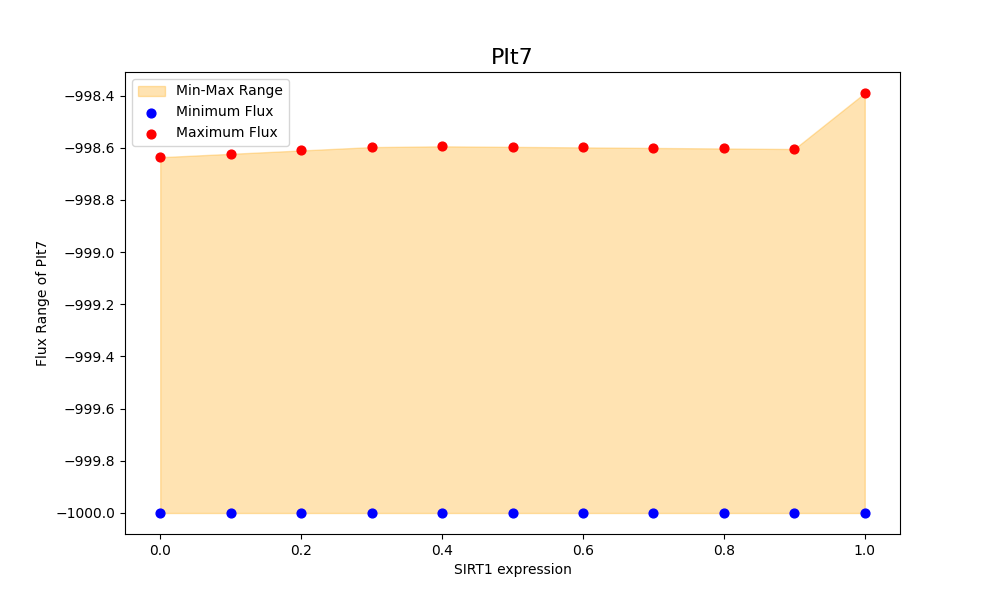 PIt7
Min-Max Range
Minimum Flux
Maximum Flux
−998.4
−998.6
−998.8
−999.0
−999.2
−999.4
−999.6
−999.8
−1000.0
Flux Range of PIt7
0.0 0.2 0.4 0.6 0.8 1.0
SIRT1 expression